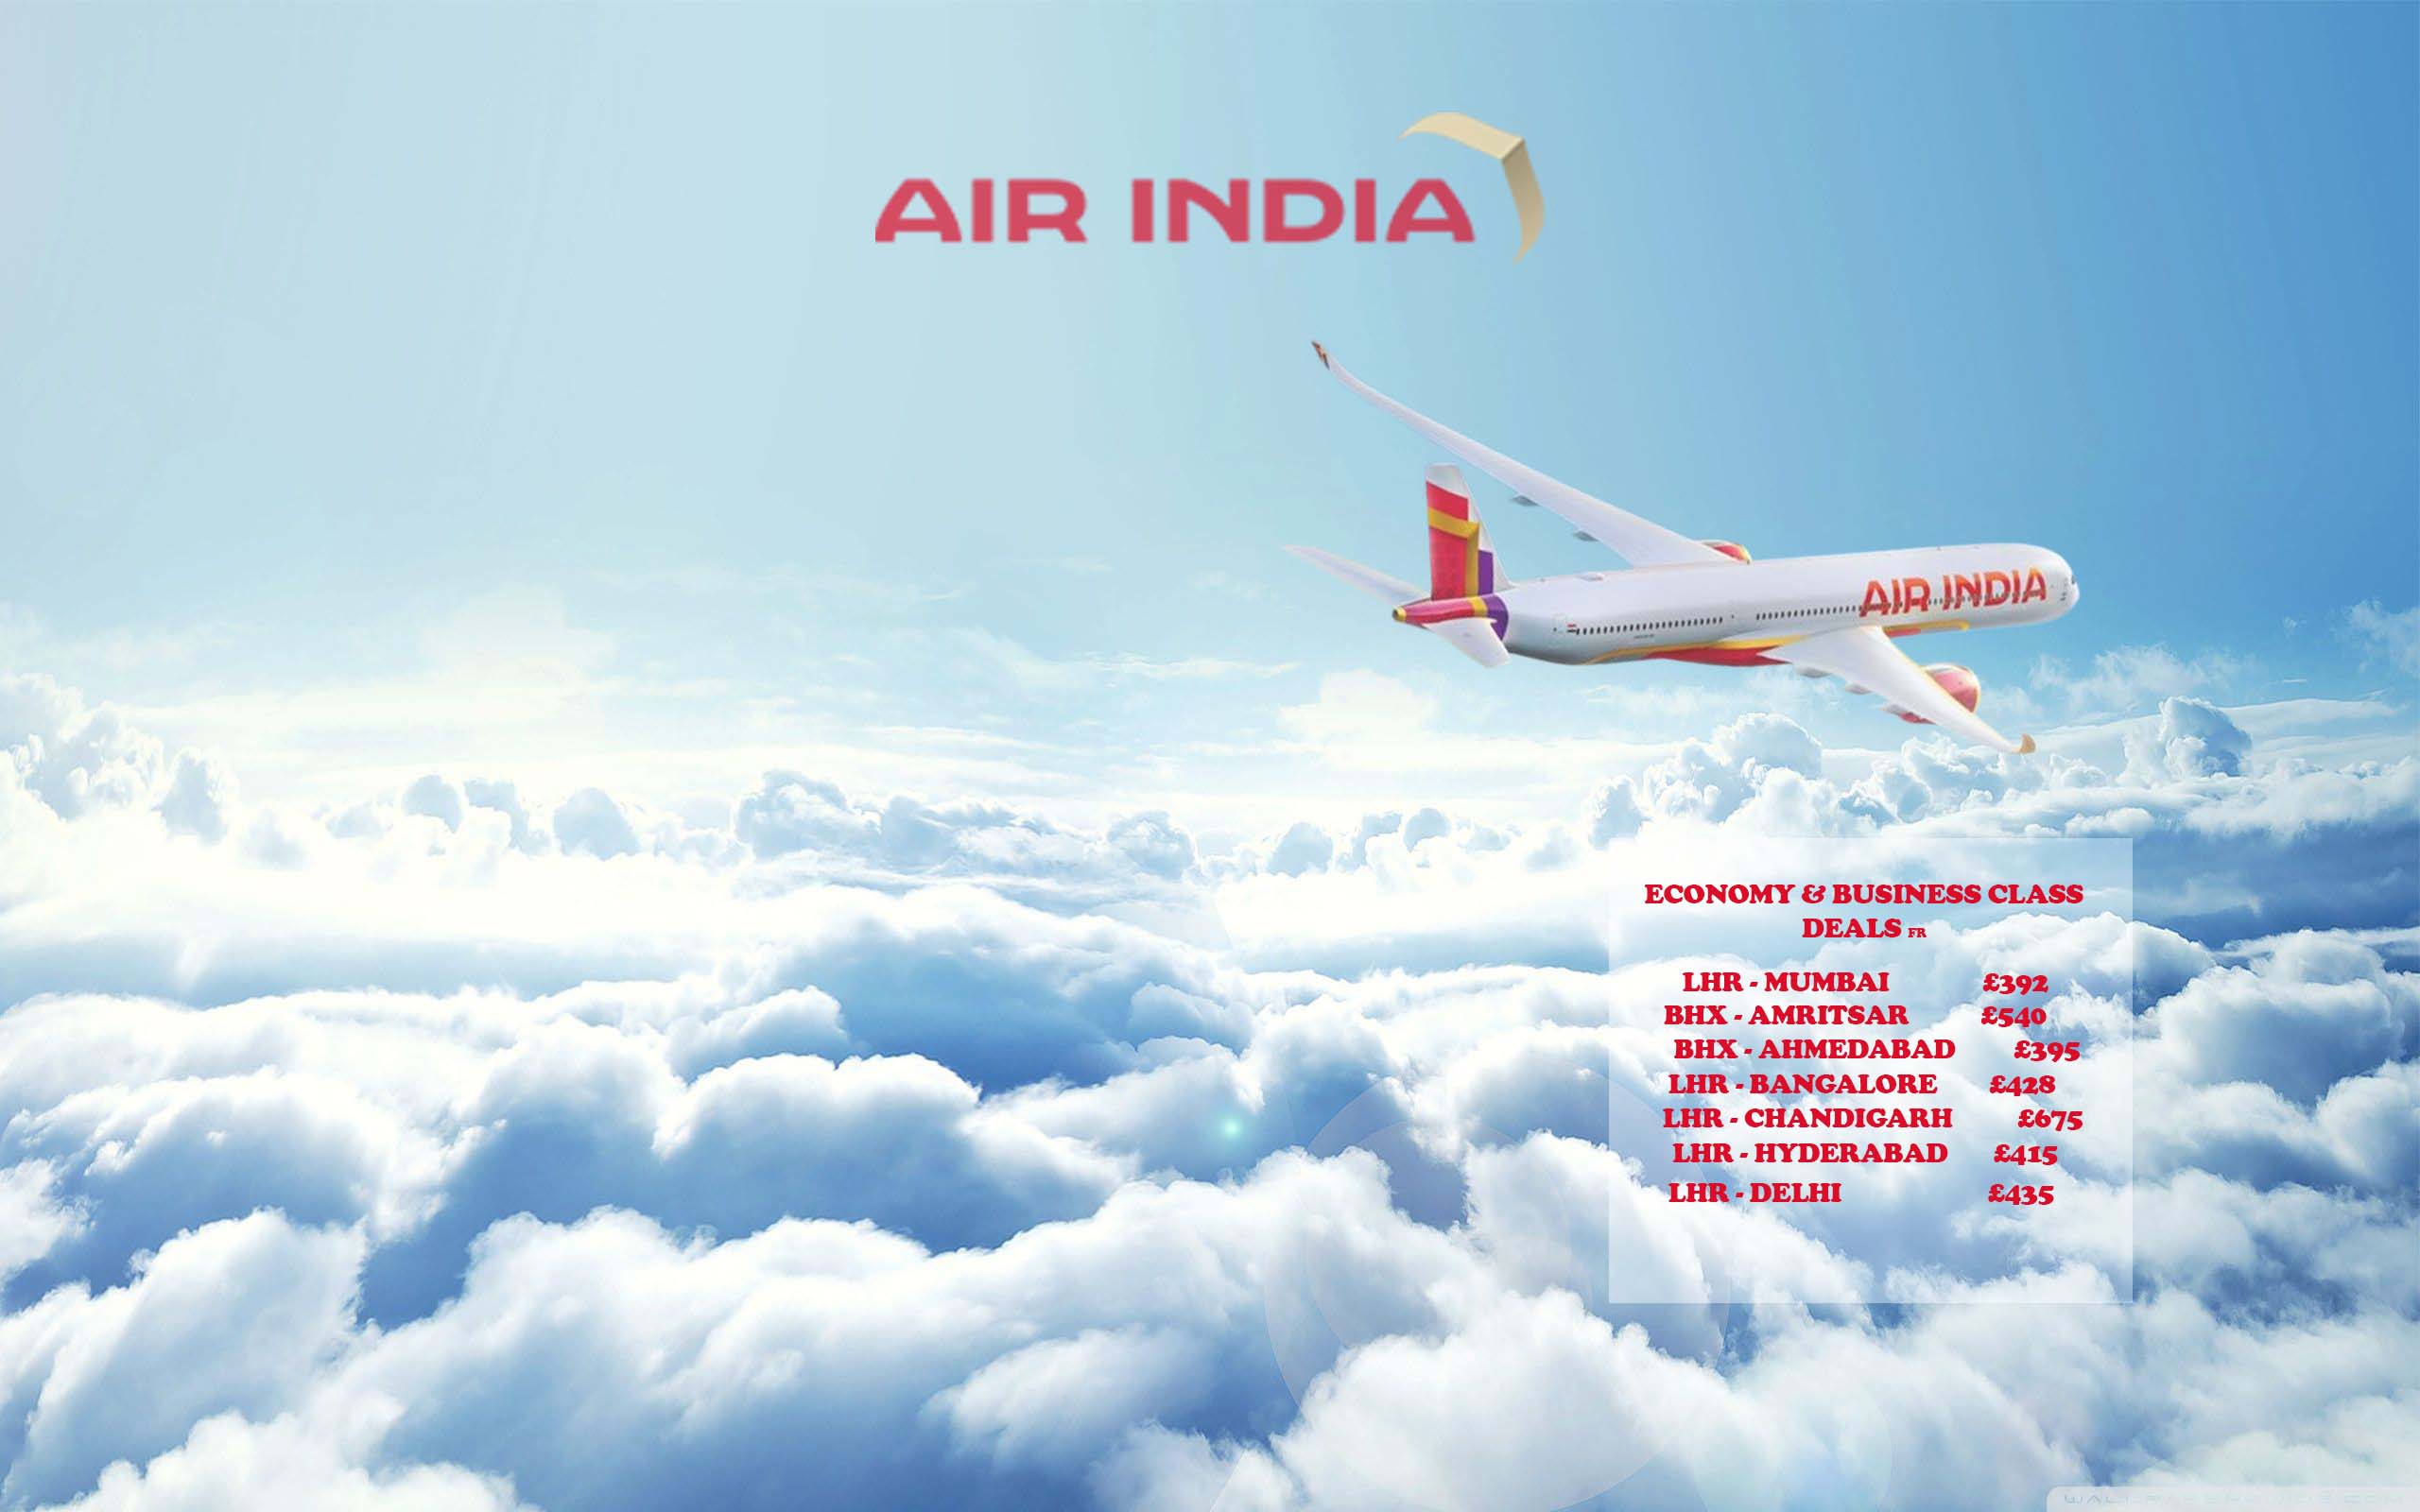 AIR INDIA
AIR INDIA
ECONOMY & BUSINESS CLASS
DEALS FR
LHR - MUMBAI £392
BHX - AMRITSAR £540
BHX - AHMEDABAD £395
LHR - BANGALORE £428
LHR - CHANDIGARH £675
LHR - HYDERABAD £415
LHR - DELHI £435